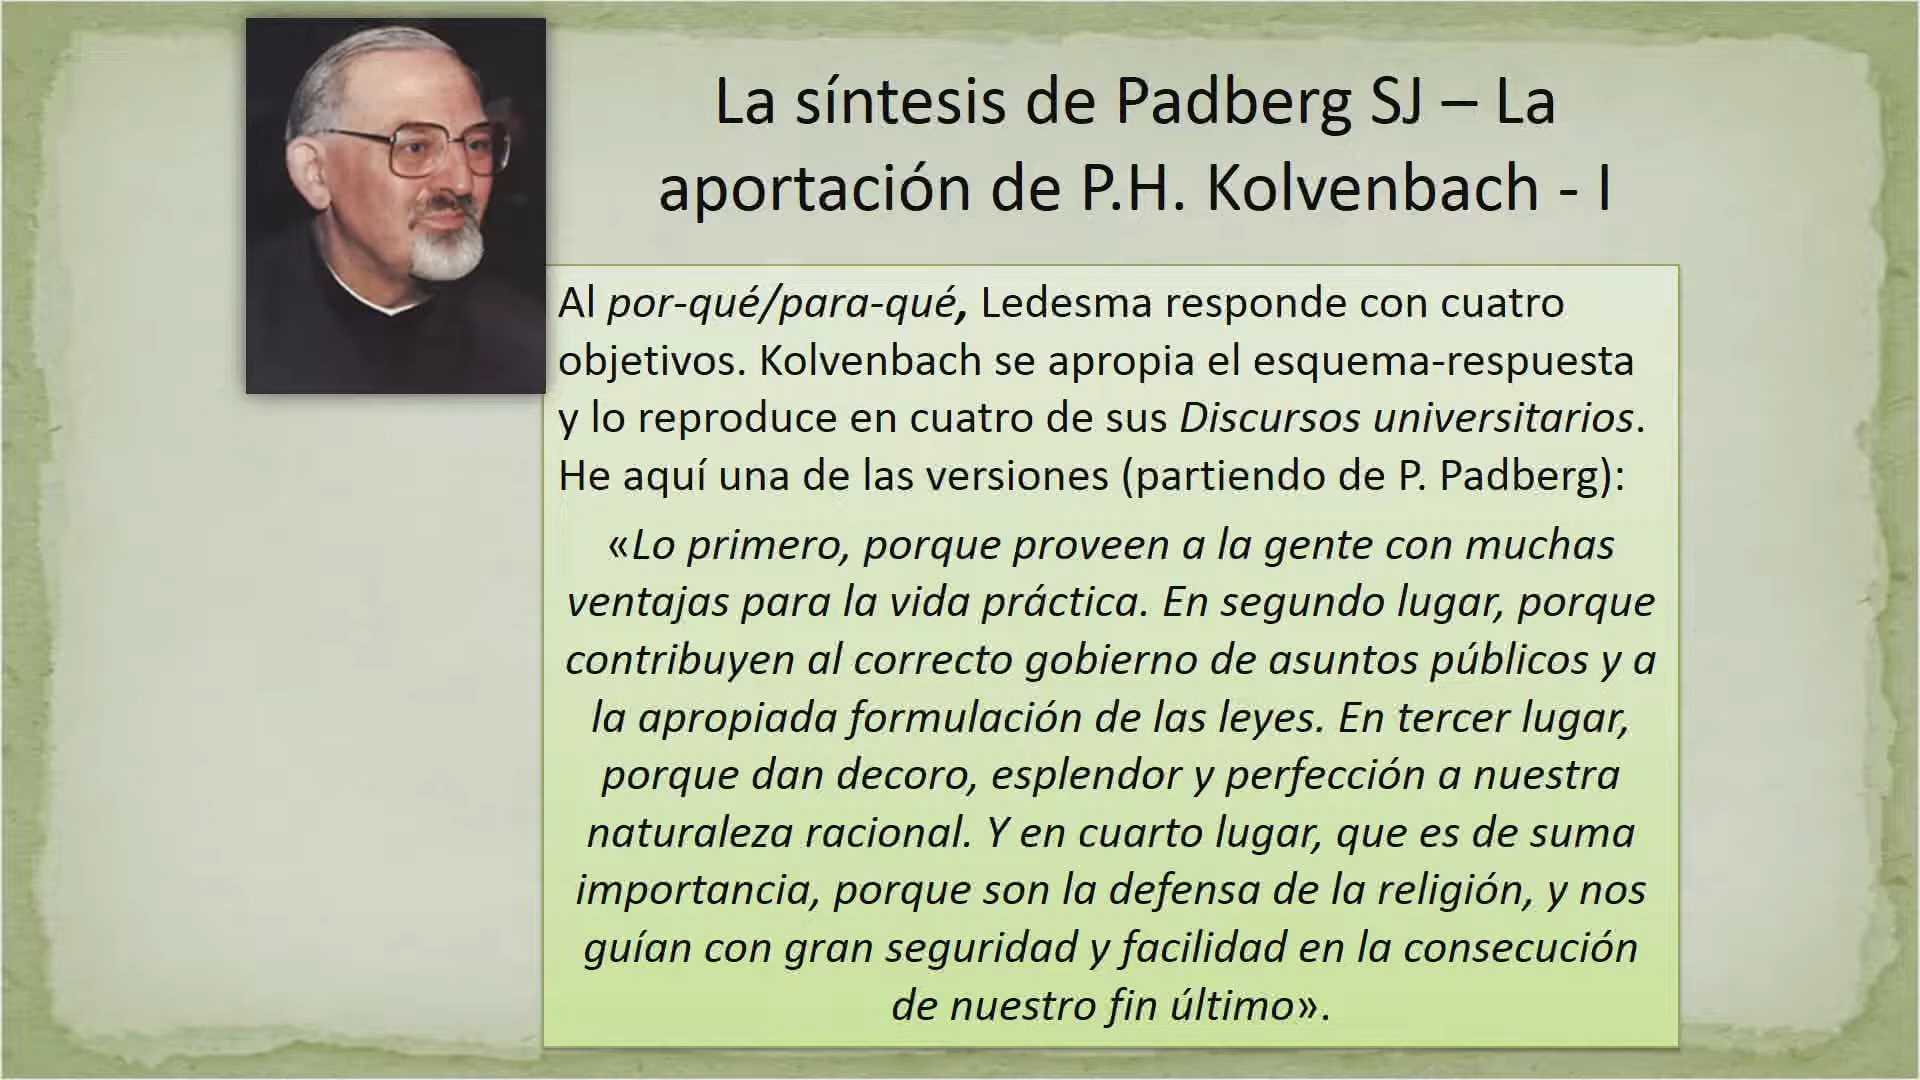 La síntesis de Padberg SJ – La
aportación de P.H. Kolvenbach - I
Al por-qué/para-qué, Ledesma responde con cuatro
objetivos. Kolvenbach se apropia el esquema-respuesta
y lo reproduce en cuatro de sus Discursos universitarios.
He aquí una de las versiones (partiendo de P. Padberg):
«Lo primero, porque proveen a la gente con muchas
ventajas para la vida práctica. En segundo lugar, porque
contribuyen al correcto gobierno de asuntos públicos y a
la apropiada formulación de las leyes. En tercer lugar,
porque dan decoro, esplendor y perfección a nuestra
naturaleza racional. Y en cuarto lugar, que es de suma
importancia, porque son la defensa de la religión, y nos
guían con gran seguridad y facilidad en la consecución
de nuestro fin último».